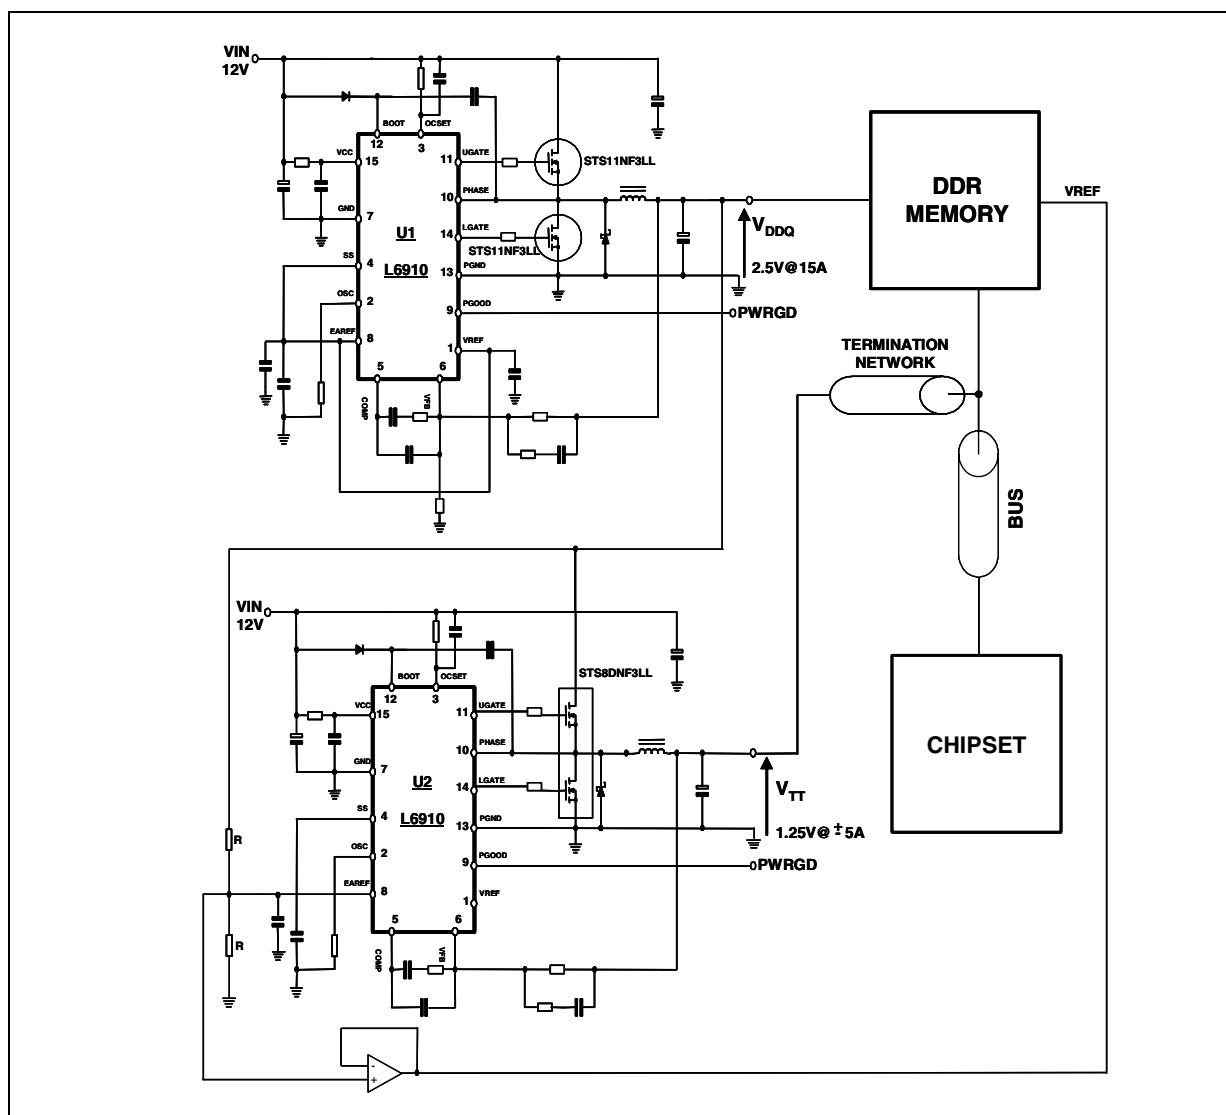 VIN
12V
BOOT
OCSET
12
3
VCC
15
11
UGATE
STS11NF3LL
10
PHASE
GND
7
U1
14
LGATE
STS11NF3LL
SS
4
L6910
13
PGND
OSC
2
9
PGOOD
PWRGD
EAREF
8
1
VREF
5
6
COMP
VFB
VDDQ
2.5V@15A
DDR
MEMORY
VREF
TERMINATION
NETWORK
BUS
CHIPSET
VIN
12V
BOOT
OCSET
12
3
STS8DNF3LL
VCC
15
11
UGATE
10
PHASE
GND
7
U2
14
LGATE
SS
4
L6910
13
PGND
OSC
2
9
PGOOD
PWRGD
EAREF
8
1
VREF
5
6
COMP
VFB
VTT
1.25V@ ± 5A
R
R
-
+